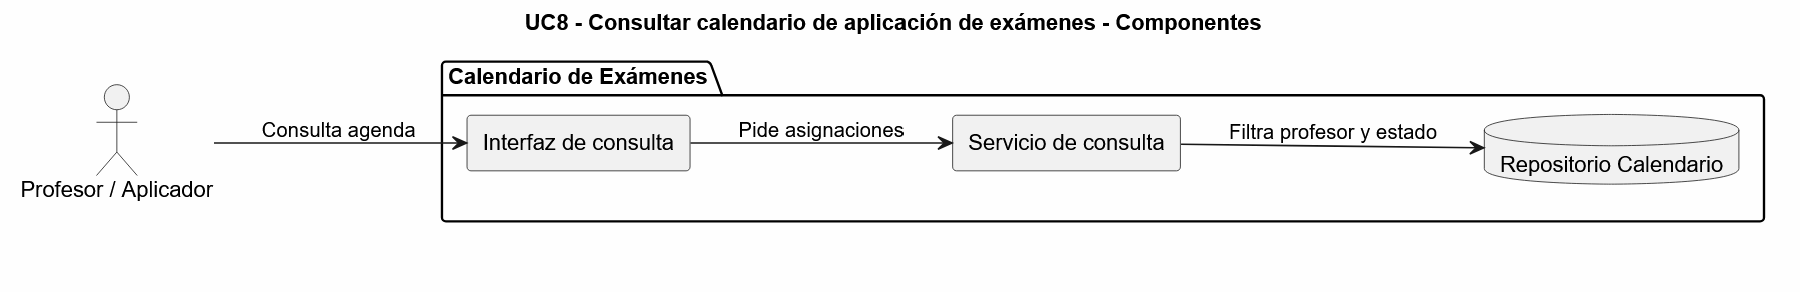 UC8 - Consultar calendario de aplicación de exámenes - Componentes
Calendario de Exámenes
Profesor / Aplicador
Consulta agenda
Interfaz de consulta
Pide asignaciones
Servicio de consulta
Filtra profesor y estado
Repositorio Calendario